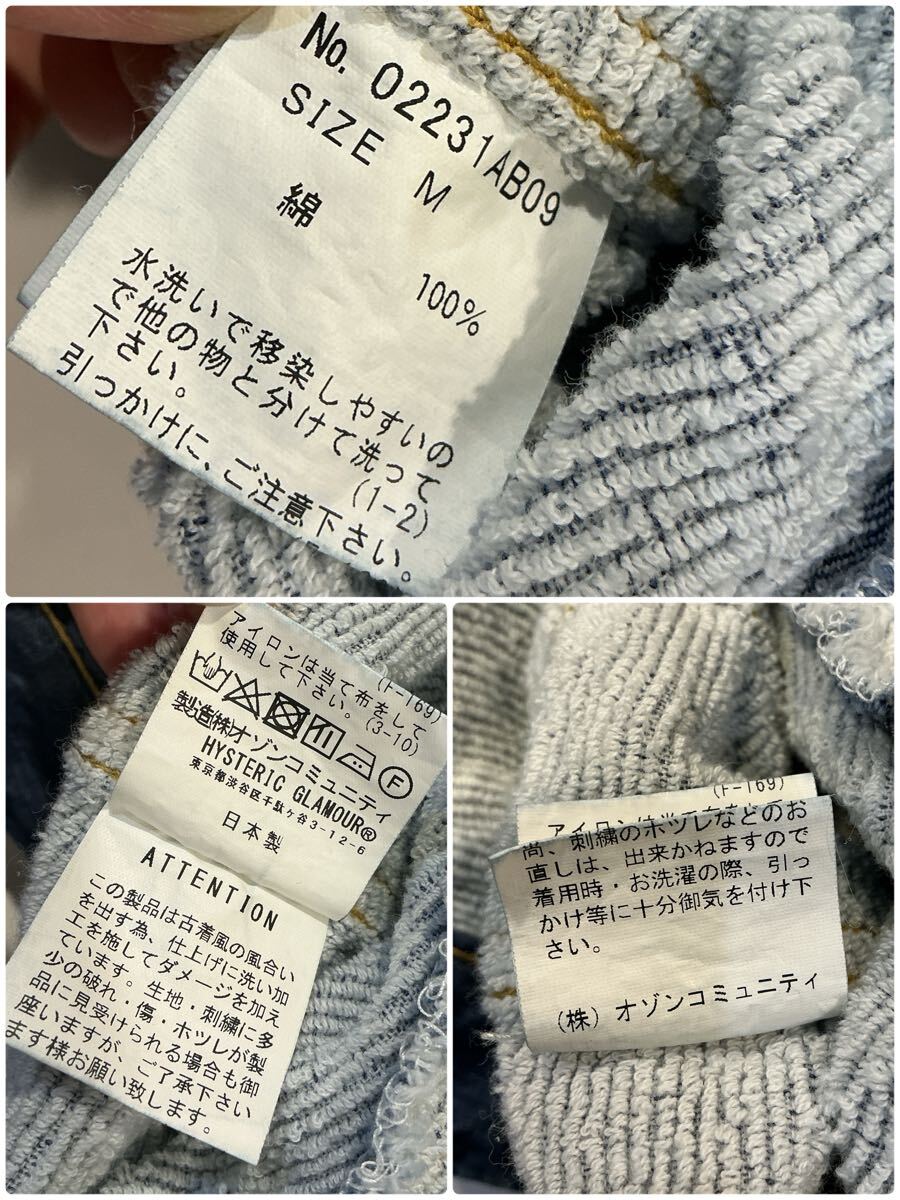 No. 02231AB09
SIZE M
綿 100%
水洗いで移染しやすいの
で他の物と分けて洗って
下さい。 (1-2)
引っかけに、ご注意下さい。
(F-169)
アイロンは当て布をして
使用して下さい。(3-10)
F
製造㈱オゾンコミュニティ
HYSTERIC GLAMOUR®
東京都渋谷区千駄ヶ谷3-12-6
日本製
ATTENTION
この製品は古着風の風合い
を出す為、仕上げに洗い加
工を施してダメージを加え
ています。生地・刺繍に多
少の破れ・傷・ホツレが製
品に見受けられる場合も御
座いますが、ご了承下さい
ます様お願い致します。
(F-169)
尚、刺繍のホツレなどのお
直しは、出来かねますので
着用時・お洗濯の際、引っ
かけ等に十分御気を付け下
さい。
(株) オゾンコミュニティ